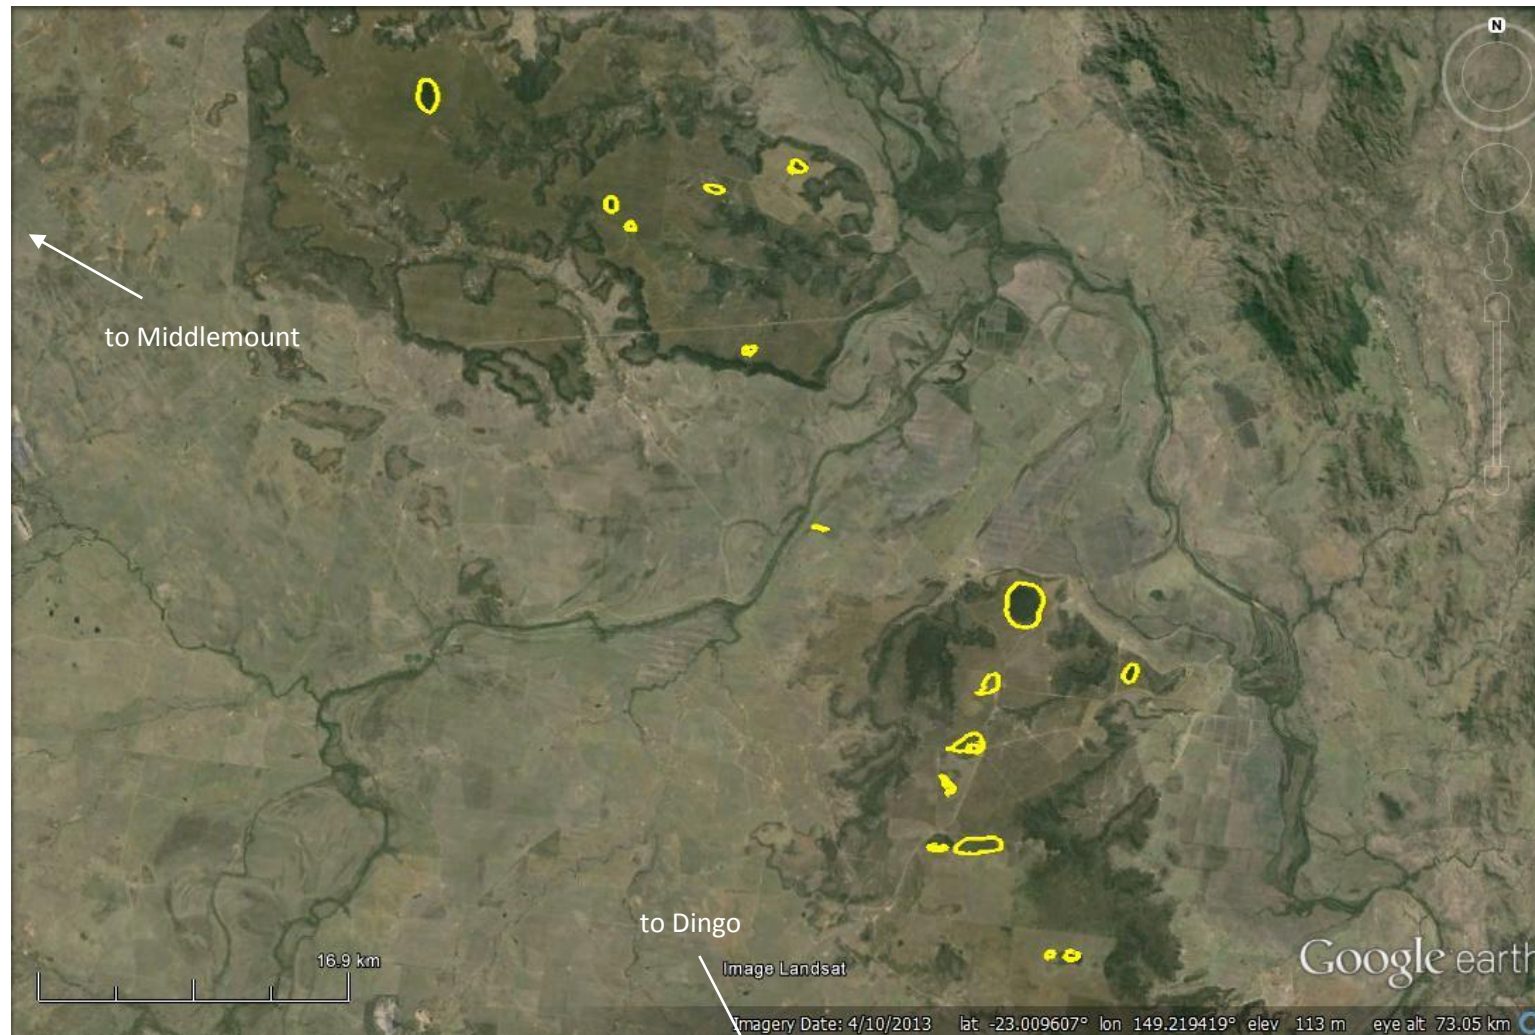 N
to Middlemount
to Dingo
16.9 km
Image Landsat
Google earth
Imagery Date: 4/10/2013 lat -23.009607° lon 149.219419° elev 113 m eye alt 73.05 km